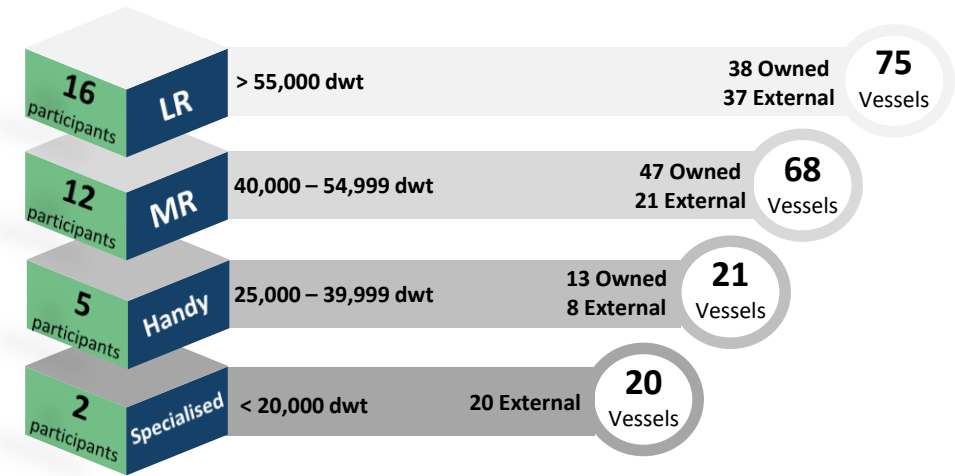 16
participants
LR
> 55,000 dwt
38 Owned
37 External
75
Vessels
12
participants
MR
40,000 – 54,999 dwt
47 Owned
21 External
68
Vessels
5
participants
Handy
25,000 – 39,999 dwt
13 Owned
8 External
21
Vessels
2
participants
Specialised
< 20,000 dwt
20 External
20
Vessels